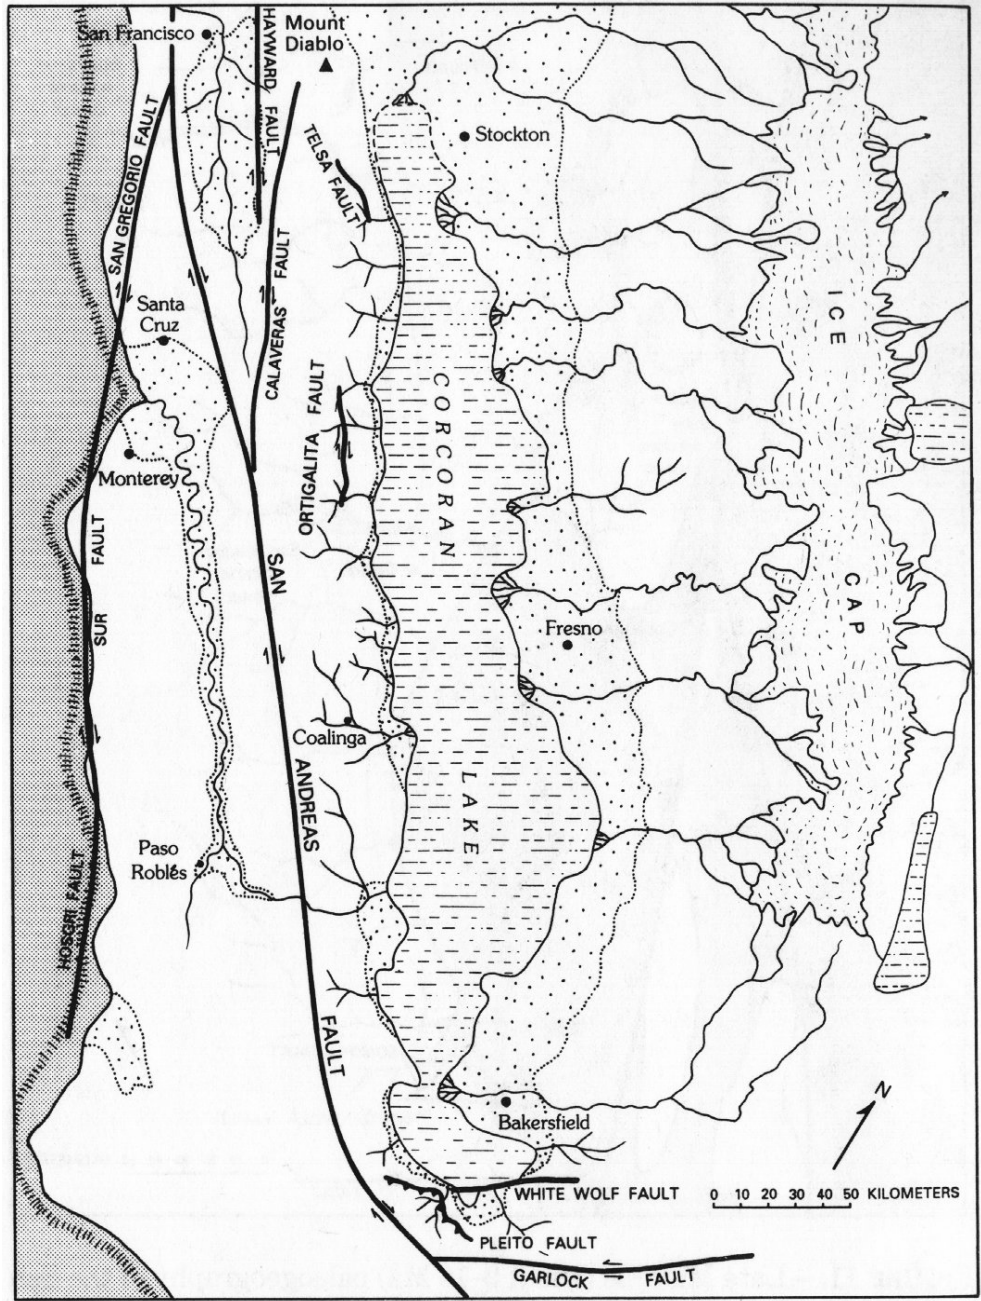 San Francisco
HAYWARD FAULT
Mount
Diablo
SAN GREGORIO FAULT
TELSA FAULT
Stockton
Santa
Cruz
CALAVERAS FAULT
ICE CAP
ORTIGALITA FAULT
CORCORAN LAKE
Monterey
SUR FAULT
SAN ANDREAS FAULT
Fresno
Coalinga
Paso
Robles
HOSGRI FAULT
N
Bakersfield
WHITE WOLF FAULT
0 10 20 30 40 50 KILOMETERS
PLEITO FAULT
GARLOCK FAULT